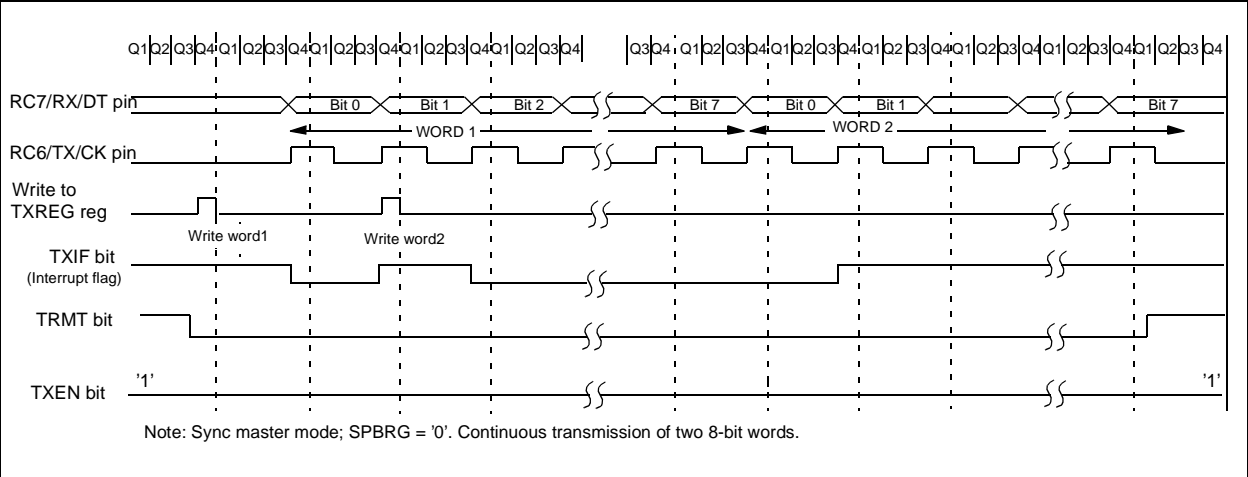 Q1 Q2 Q3 Q4 Q1 Q2 Q3 Q4 Q1 Q2 Q3 Q4 Q1 Q2 Q3 Q4 Q1 Q2 Q3 Q4 Q3 Q4 Q1 Q2 Q3 Q4 Q1 Q2 Q3 Q4 Q1 Q2 Q3 Q4 Q1 Q2 Q3 Q4 Q1 Q2 Q3 Q4 Q1 Q2 Q3 Q4
RC7/RX/DT pin Bit 0 Bit 1 Bit 2 Bit 7 Bit 0 Bit 1 Bit 7
WORD 1 WORD 2
RC6/TX/CK pin
Write to
TXREG reg
Write word1 Write word2
TXIF bit
(Interrupt flag)
TRMT bit
'1' '1'
TXEN bit
Note: Sync master mode; SPBRG = '0'. Continuous transmission of two 8-bit words.